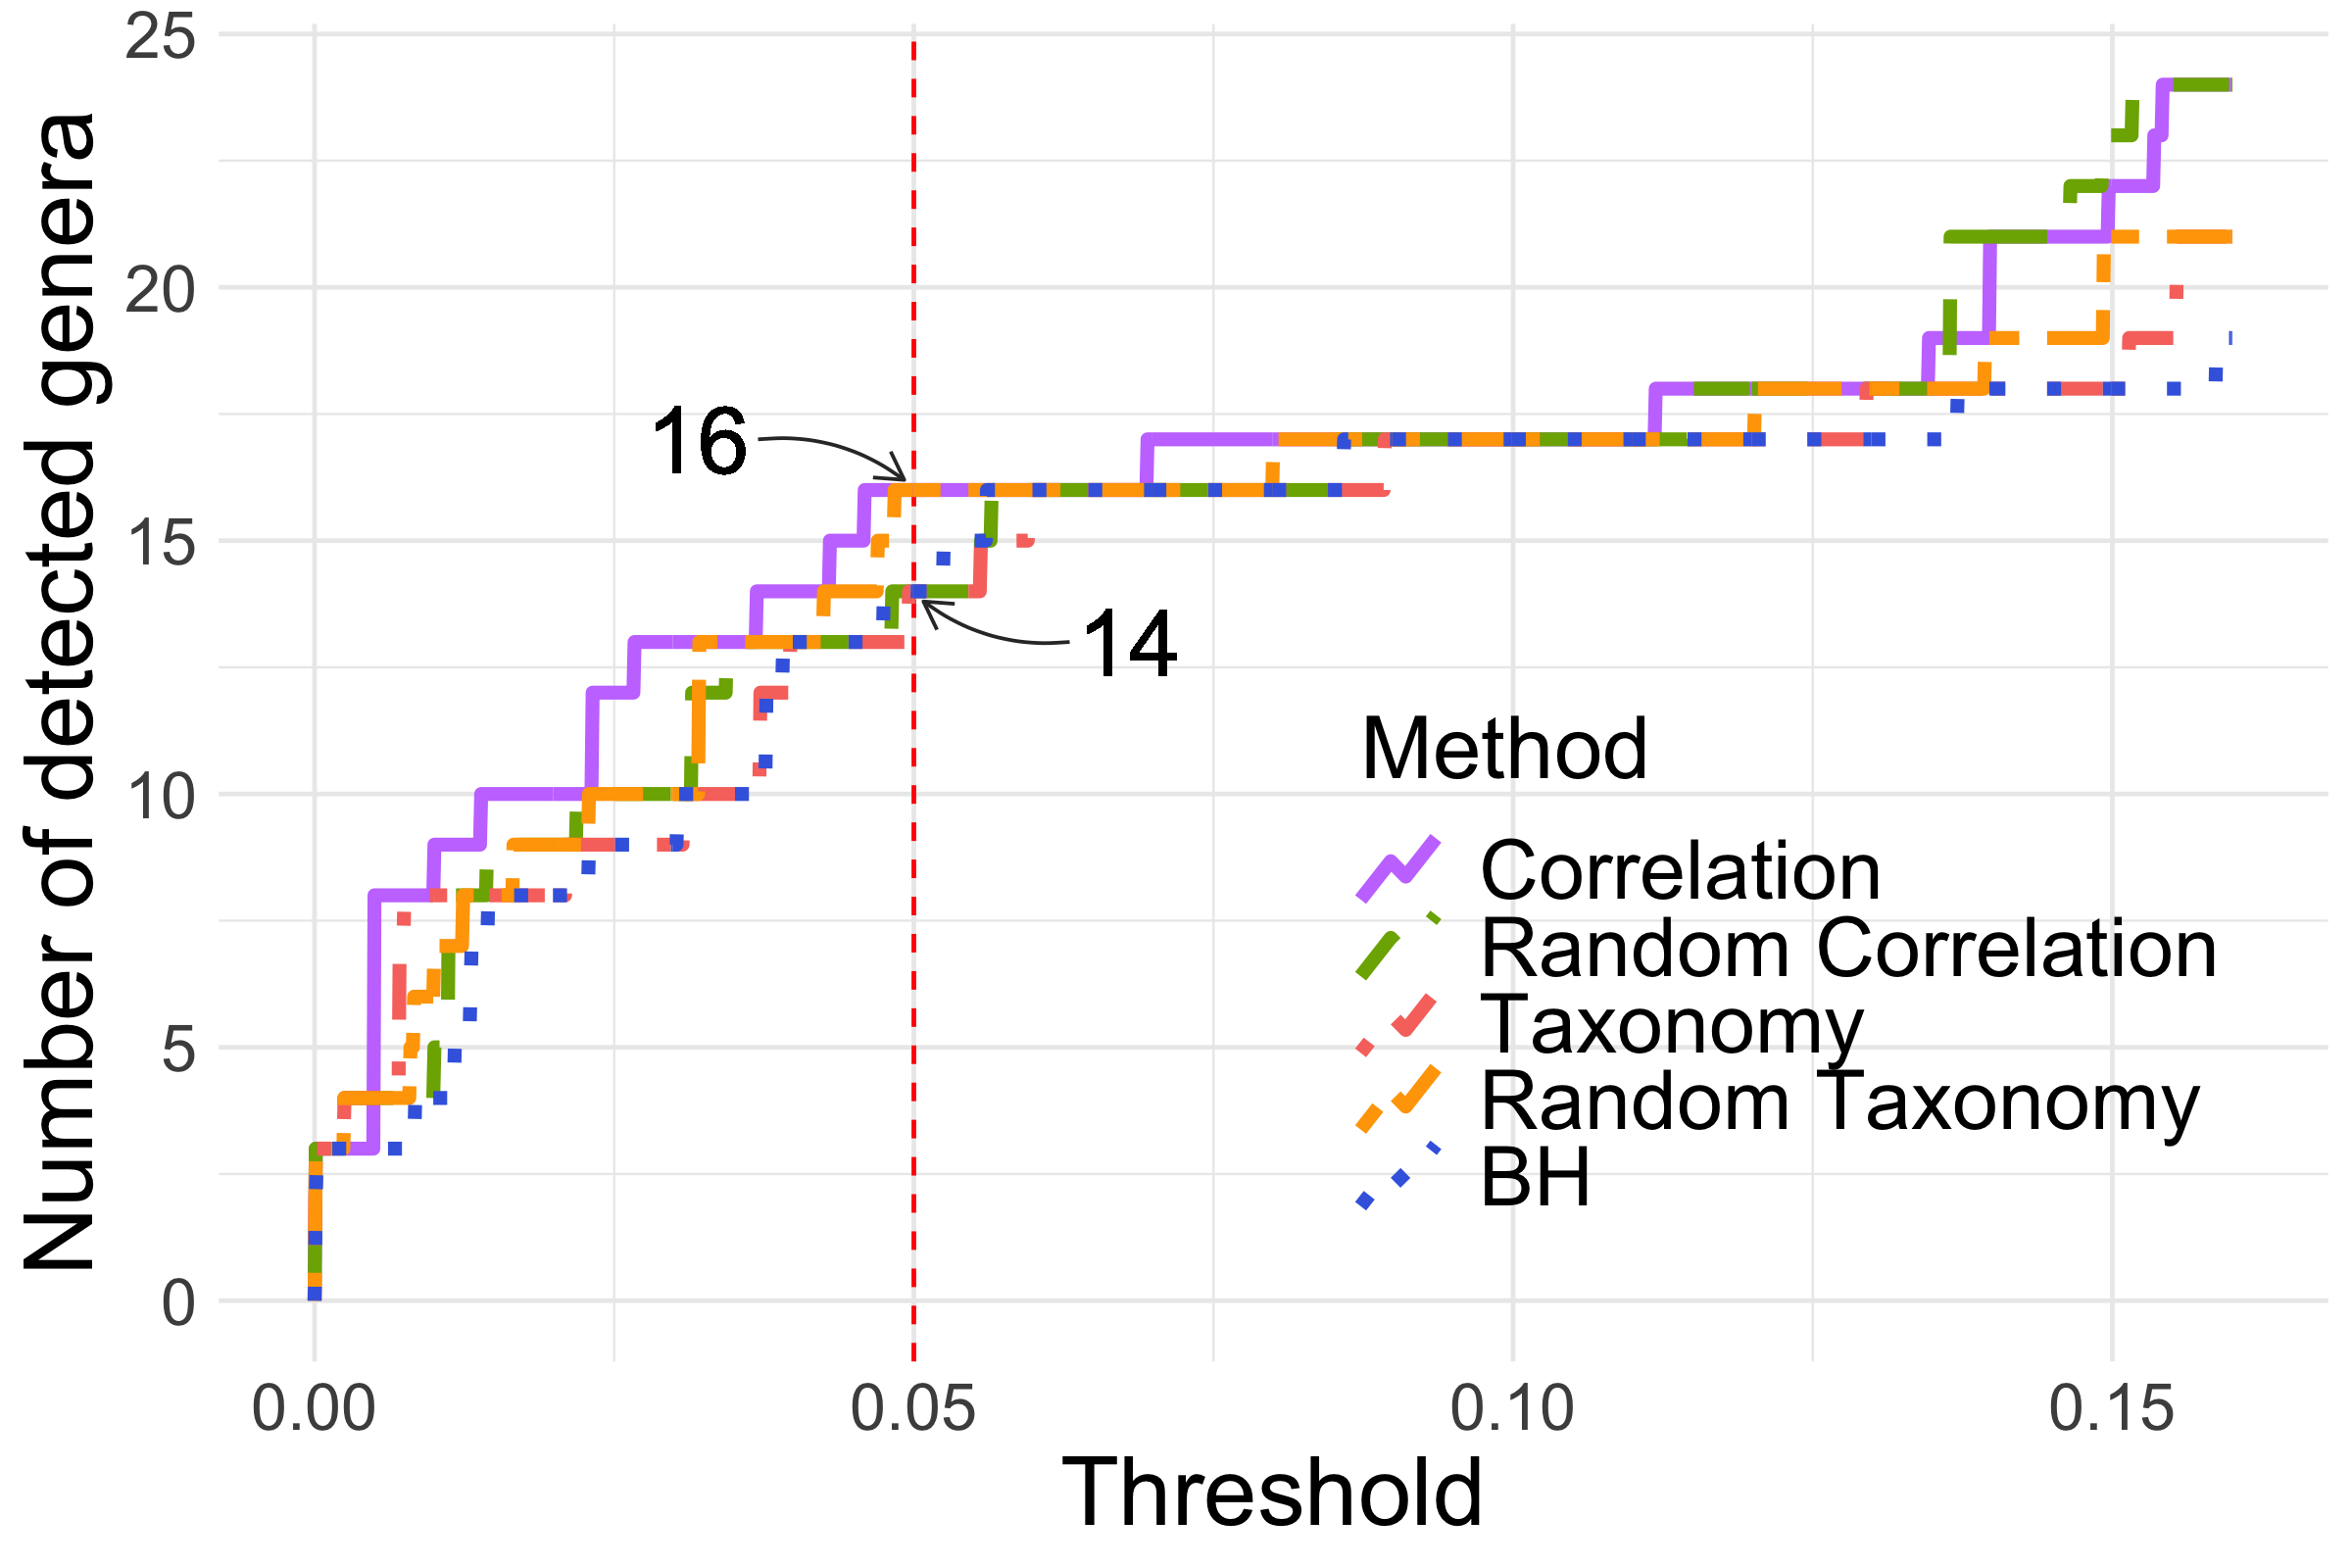 Number of detected genera
25
20
15
10
5
0
16
14
Method
Correlation
Random Correlation
Taxonomy
Random Taxonomy
BH
0.00
0.05
0.10
0.15
Threshold